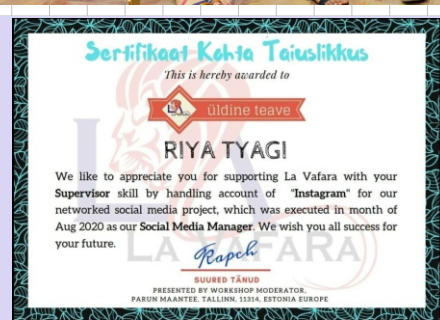 Sertifikaat Kohta Taiuslikkus
This is hereby awarded to
üldine teave
RIYA TYAGI
We like to appreciate you for supporting La Vafara with your
Supervisor skill by handling account of "Instagram" for our
networked social media project, which was executed in month of
Aug 2020 as our Social Media Manager. We wish you all success for
your future.
LA VAFARA
SUURED TÄNUD
PRESENTED BY WORKSHOP MODERATOR,
PARUN MAANTEE, TALLINN, 11314, ESTONIA EUROPE